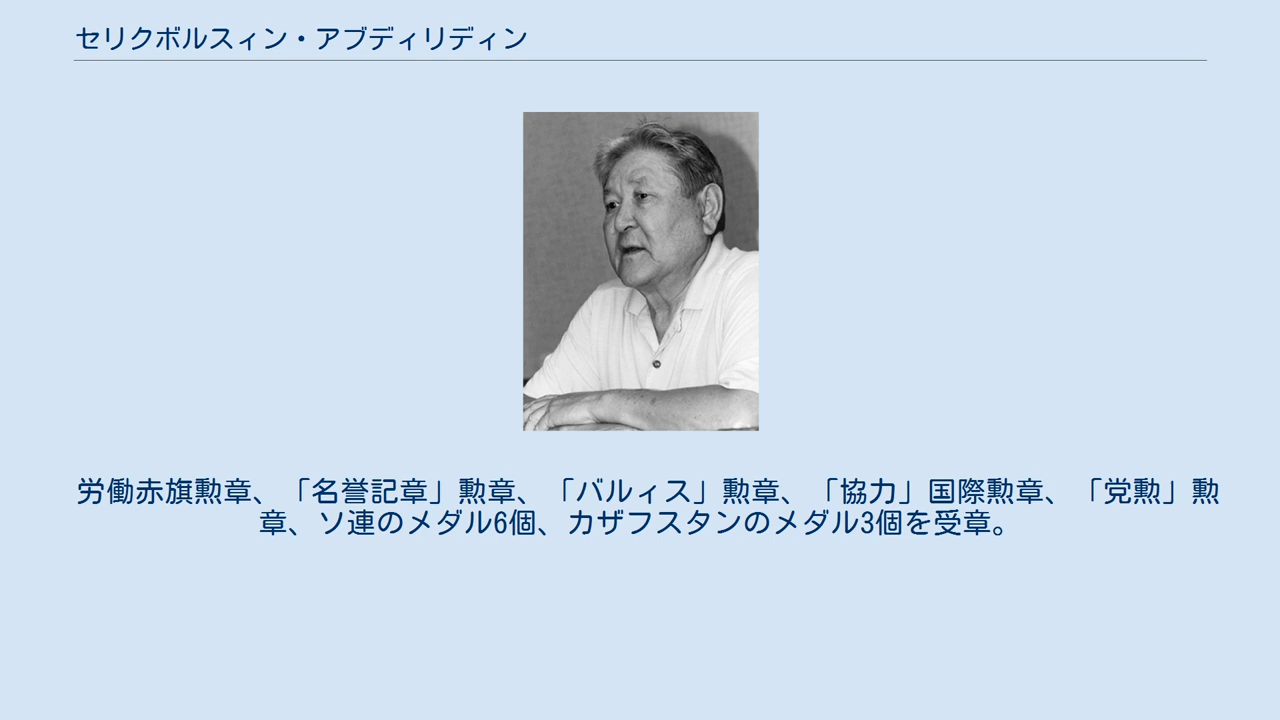 セリクボルスィン・アブディリディン
労働赤旗勲章、「名誉記章」勲章、「バルィス」勲章、「協力」国際勲章、「党勲」勲
章、ソ連のメダル6個、カザフスタンのメダル3個を受章。